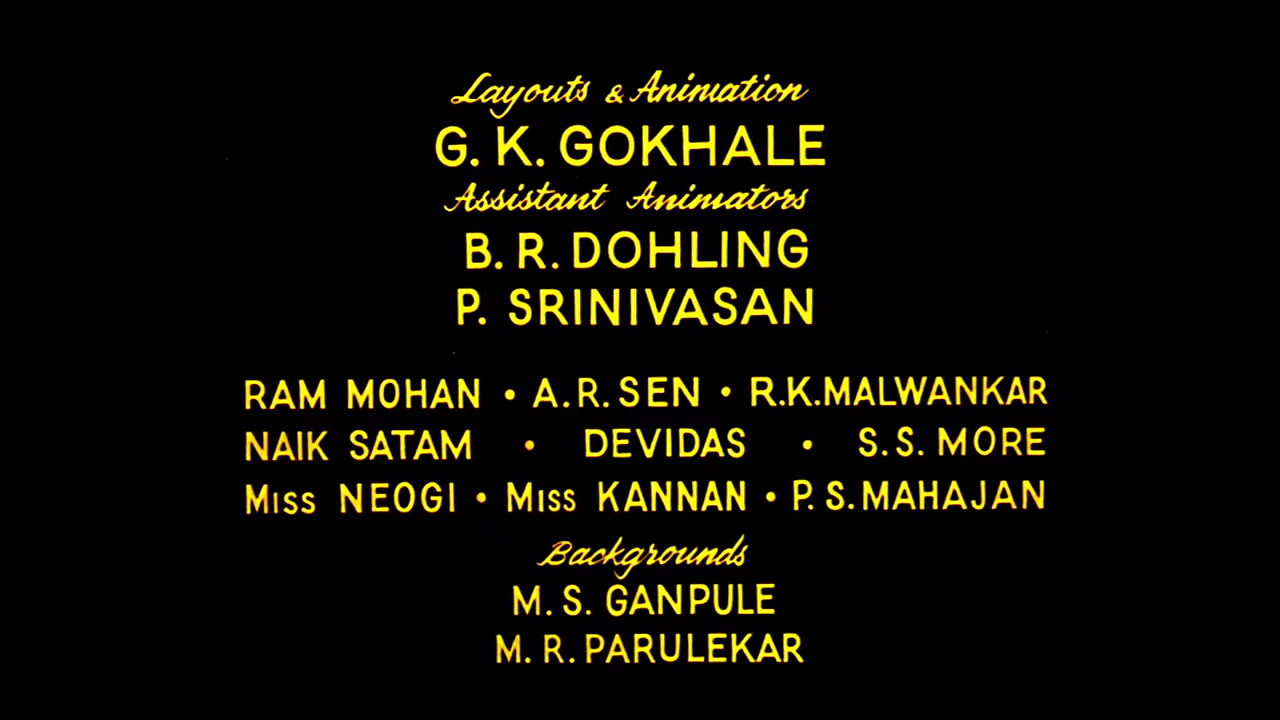 Layouts & Animation
G. K. GOKHALE
Assistant Animators
B. R. DOHLING
P. SRINIVASAN
RAM MOHAN • A. R. SEN • R.K. MALWANKAR
NAIK SATAM • DEVIDAS • S. S. MORE
Miss NEOGI • Miss KANNAN • P. S. MAHAJAN
Backgrounds
M. S. GANPULE
M. R. PARULEKAR